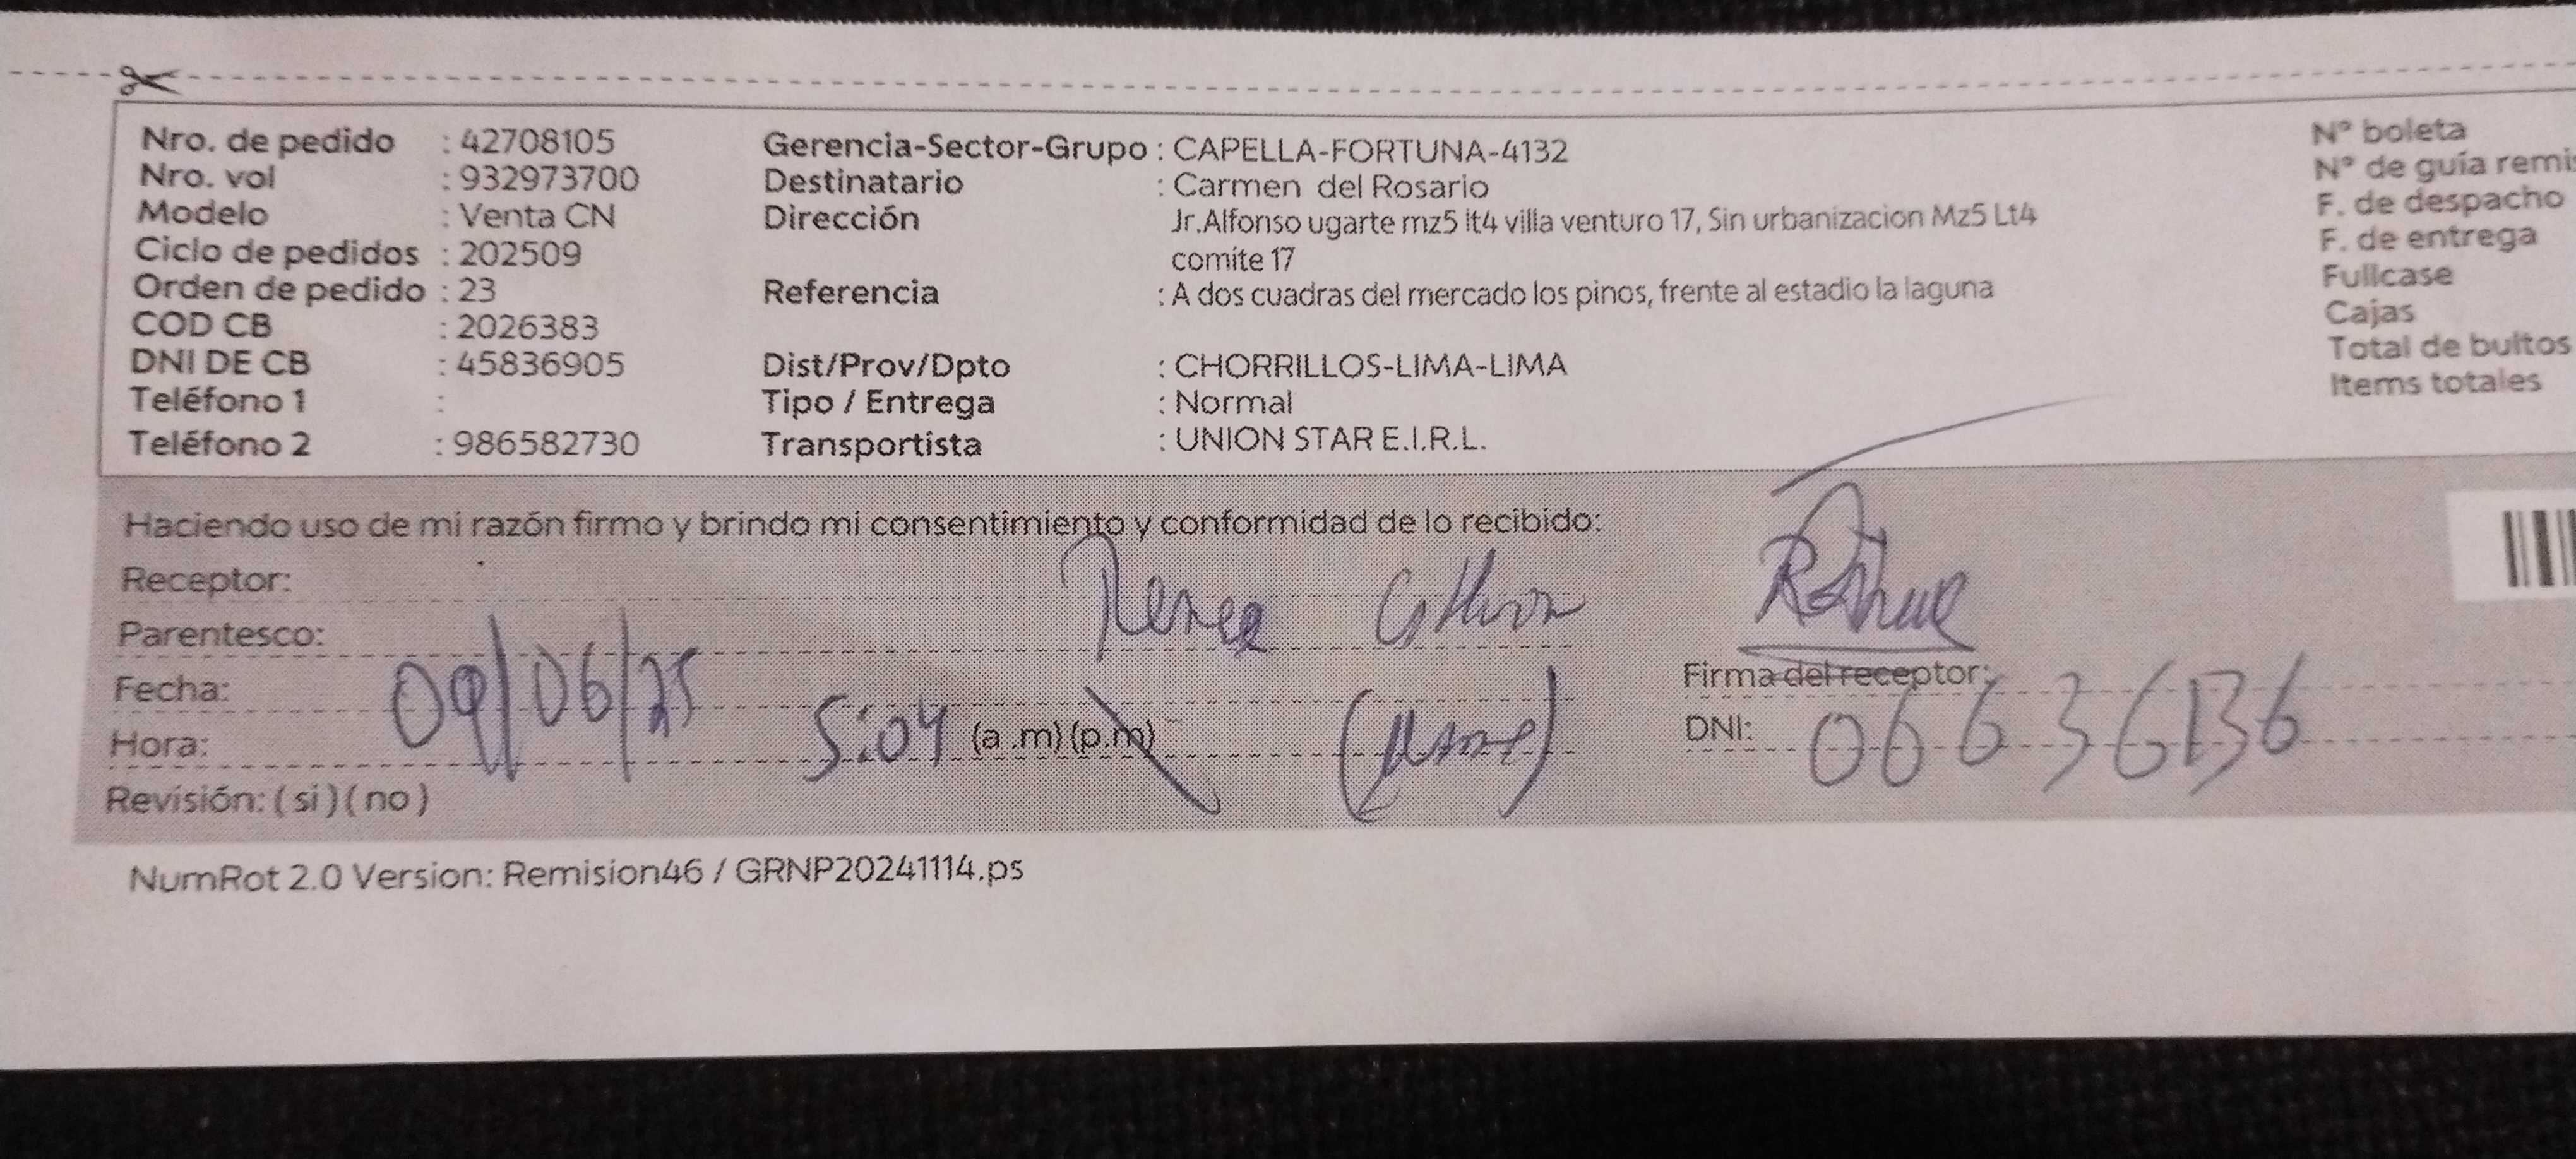 Nro. de pedido : 42708105
Nro. vol : 932973700
Modelo : Venta CN
Ciclo de pedidos : 202509
Orden de pedido : 23
COD CB : 2026383
DNI DE CB : 45836905
Teléfono 1 :
Teléfono 2 : 986582730
Gerencia-Sector-Grupo : CAPELLA-FORTUNA-4132
Destinatario : Carmen del Rosario
Dirección Jr.Alfonso ugarte mz5 lt4 villa venturo 17, Sin urbanizacion Mz5 Lt4
comite 17
Referencia : A dos cuadras del mercado los pinos, frente al estadio la laguna
Dist/Prov/Dpto : CHORRILLOS-LIMA-LIMA
Tipo / Entrega : Normal
Transportista : UNION STAR E.I.R.L.
N° boleta
N° de guía remi
F. de despacho
F. de entrega
Fullcase
Cajas
Total de bultos
Items totales
Haciendo uso de mi razón firmo y brindo mi consentimiento y conformidad de lo recibido:
Receptor:
Parentesco:
Fecha: 09/06/25
Hora: 5:04 (a .m) (p.m)
Revisión: ( si ) ( no )
Firma del receptor:
DNI: 06636136
NumRot 2.0 Version: Remision46 / GRNP20241114.ps